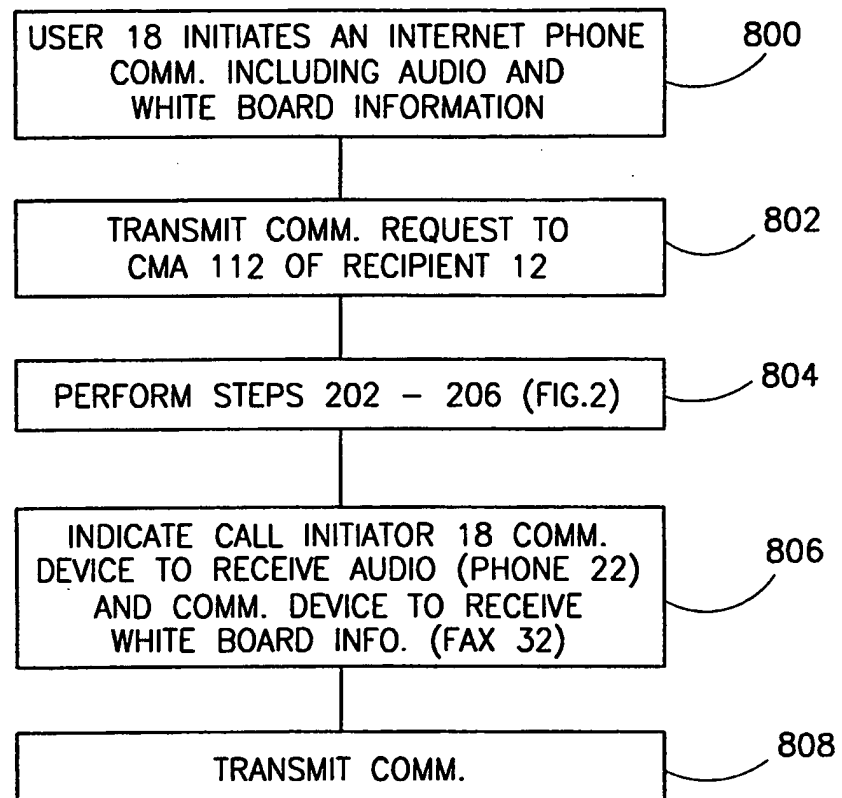 USER 18 INITIATES AN INTERNET PHONE
COMM. INCLUDING AUDIO AND
WHITE BOARD INFORMATION
800
TRANSMIT COMM. REQUEST TO
CMA 112 OF RECIPIENT 12
802
PERFORM STEPS 202 – 206 (FIG.2)
804
INDICATE CALL INITIATOR 18 COMM.
DEVICE TO RECEIVE AUDIO (PHONE 22)
AND COMM. DEVICE TO RECEIVE
WHITE BOARD INFO. (FAX 32)
806
TRANSMIT COMM.
808